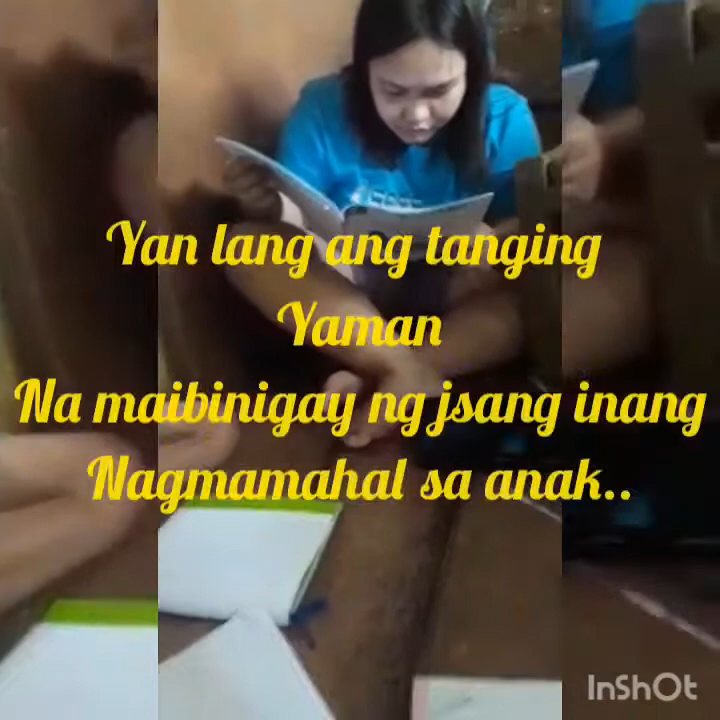 Yan lang ang tanging
Yaman
Na maibinigay ng jsang inang
Nagmamahal sa anak..
InShOt